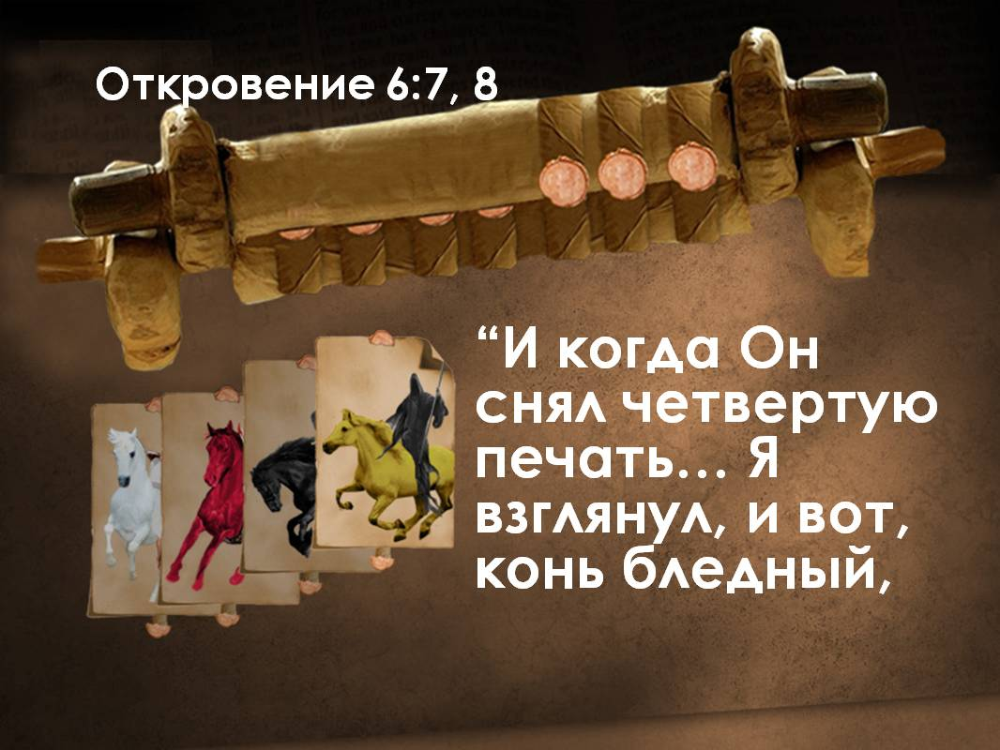 Откровение 6:7, 8
“И когда Он
снял четвертую
печать... Я
взглянул, и вот,
конь бледный,